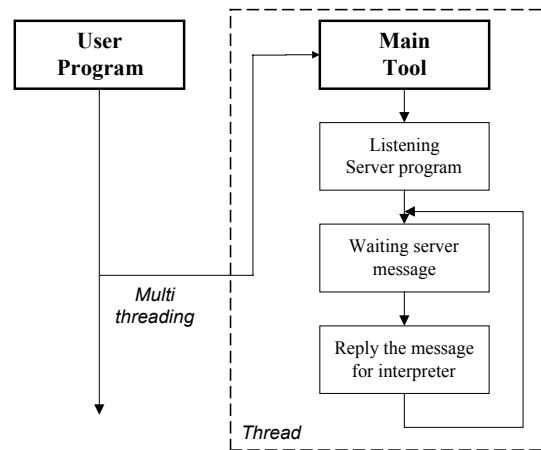 User
Program
Main
Tool
Listening
Server program
Waiting server
message
Multi
threading
Reply the message
for interpreter
Thread